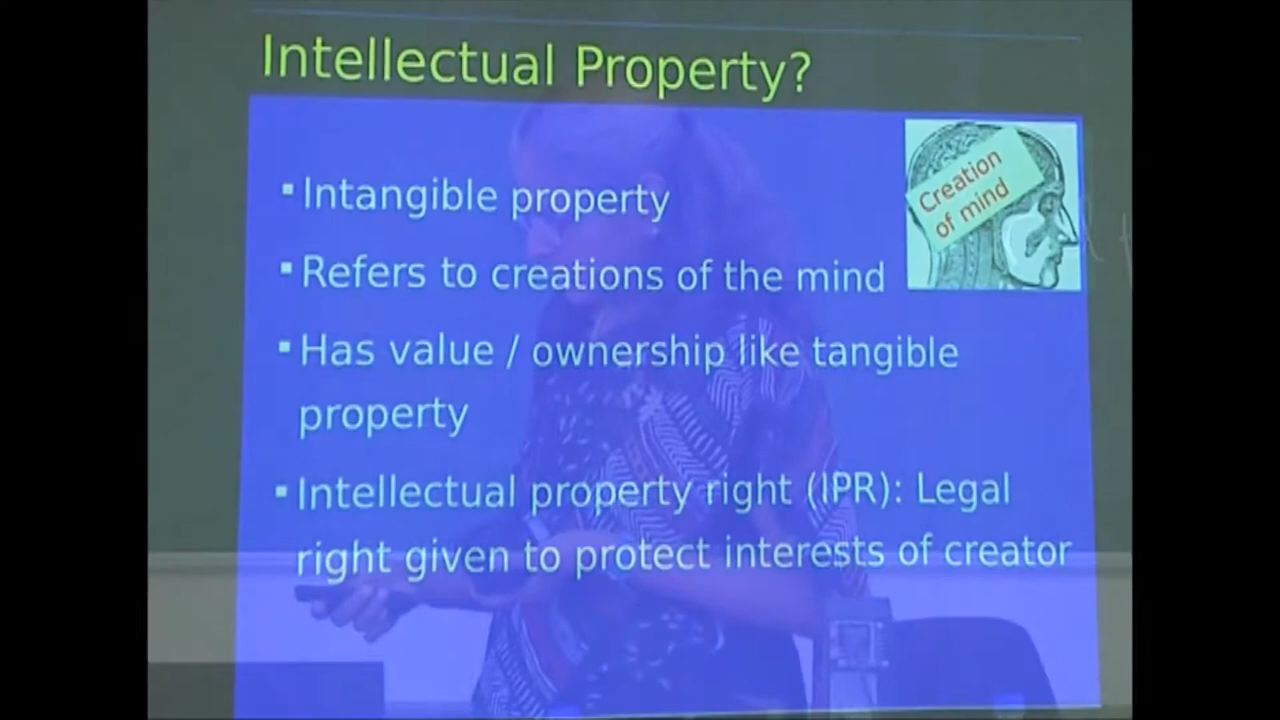 Intellectual Property?
▪ Intangible property
▪ Refers to creations of the mind
▪ Has value / ownership like tangible
property
▪ Intellectual property right (IPR): Legal
right given to protect interests of creator
Creation
of mind